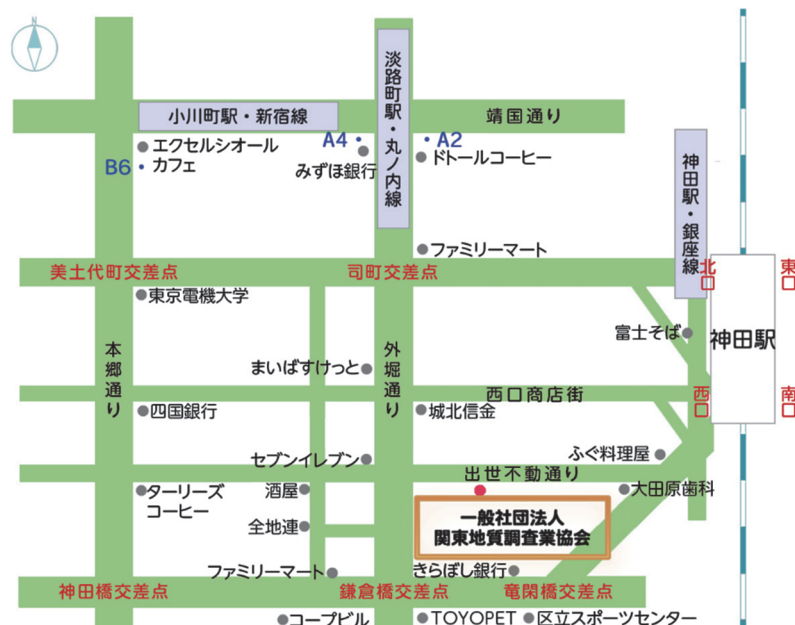 N
小川町駅・新宿線
淡路町駅・丸ノ内線
靖国通り
エクセルシオール
カフェ
B6
A4
みずほ銀行
A2
ドトールコーヒー
神田駅・銀座線
ファミリーマート
美土代町交差点
司町交差点
北口
東口
東京電機大学
富士そば
神田駅
本郷通り
外堀通り
まいばすけっと
西口商店街
西口
南口
四国銀行
城北信金
セブンイレブン
ふぐ料理屋
出世不動通り
ターリーズ
コーヒー
酒屋
大田原歯科
全地連
一般社団法人
関東地質調査業協会
ファミリーマート
きらぼし銀行
神田橋交差点
鎌倉橋交差点
竜閑橋交差点
コープビル
TOYOPET
区立スポーツセンター